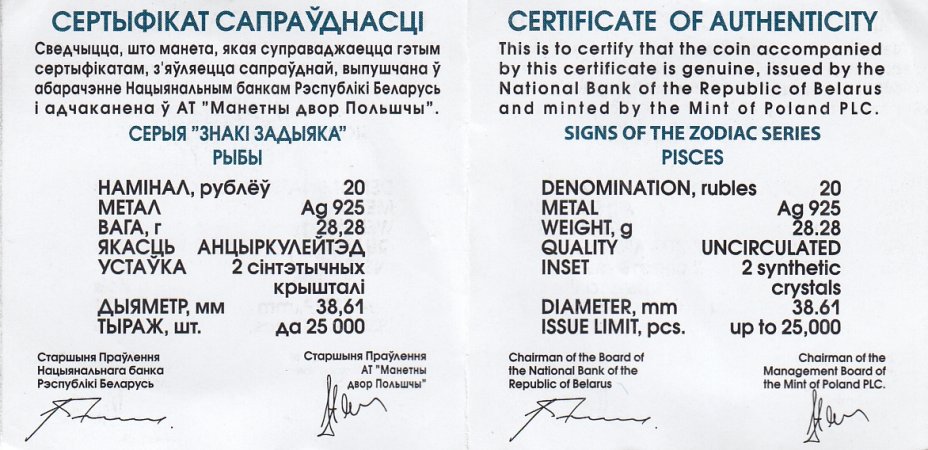 СЕРТЫФІКАТ САПРАЎДНАСЦІ
Сведчыцца, што манета, якая суправаджаецца гэтым
сертыфікатам, з'яўляецца сапраўднай, выпушчана ў
абарачэнне Нацыянальным банкам Рэспублікі Беларусь
і адчаканена ў АТ "Манетны двор Польшчы".
СЕРЫЯ "ЗНАКІ ЗАДЫЯКА"
РЫБЫ
НАМІНАЛ, рублёў 20
МЕТАЛ Ag 925
ВАГА, г 28,28
ЯКАСЦЬ АНЦЫРКУЛЕЙТЭД
УСТАЎКА 2 сінтэтычных
крышталі
ДЫЯМЕТР, мм 38,61
ТЫРАЖ, шт. да 25 000
Старшыня Праўлення
Нацыянальнага банка
Рэспублікі Беларусь
Старшыня Праўлення
АТ "Манетны
двор Польшчы"
CERTIFICATE OF AUTHENTICITY
This is to certify that the coin accompanied
by this certificate is genuine, issued by the
National Bank of the Republic of Belarus
and minted by the Mint of Poland PLC.
SIGNS OF THE ZODIAC SERIES
PISCES
DENOMINATION, rubles 20
METAL Ag 925
WEIGHT, g 28.28
QUALITY UNCIRCULATED
INSET 2 synthetic
crystals
DIAMETER, mm 38.61
ISSUE LIMIT, pcs. up to 25,000
Chairman of the Board of
the National Bank of the
Republic of Belarus
Chairman of the
Management Board of
the Mint of Poland PLC.